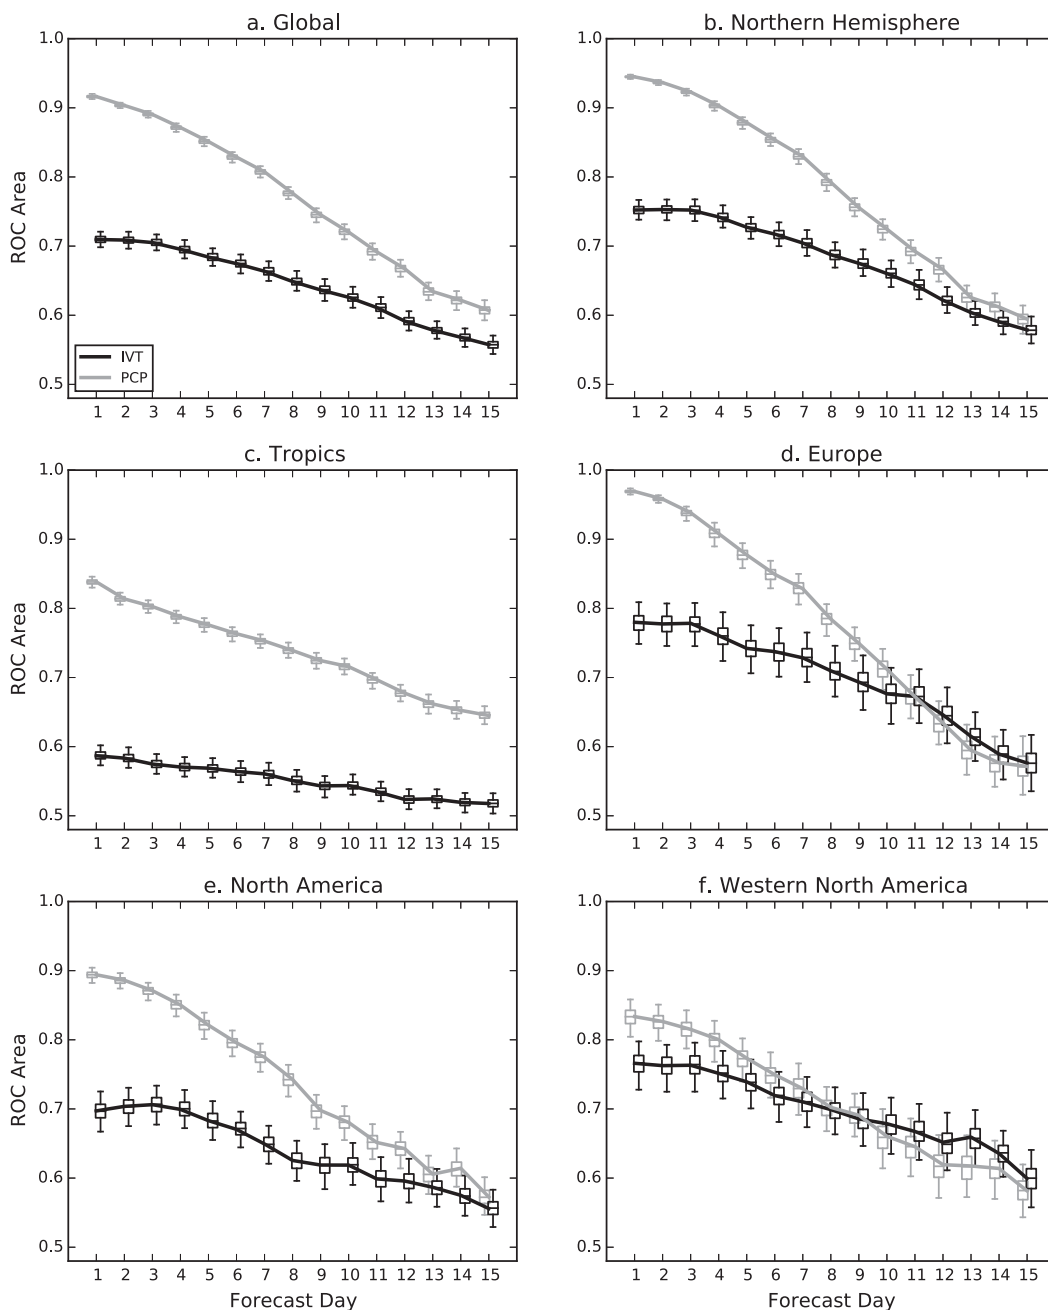 a. Global
b. Northern Hemisphere
ROC Area
1.0
0.9
0.8
0.7
0.6
0.5
IVT
PCP
1 2 3 4 5 6 7 8 9 10 11 12 13 14 15
1.0
0.9
0.8
0.7
0.6
0.5
1 2 3 4 5 6 7 8 9 10 11 12 13 14 15
c. Tropics
d. Europe
ROC Area
1.0
0.9
0.8
0.7
0.6
0.5
1 2 3 4 5 6 7 8 9 10 11 12 13 14 15
1.0
0.9
0.8
0.7
0.6
0.5
1 2 3 4 5 6 7 8 9 10 11 12 13 14 15
e. North America
f. Western North America
ROC Area
1.0
0.9
0.8
0.7
0.6
0.5
1 2 3 4 5 6 7 8 9 10 11 12 13 14 15
Forecast Day
1.0
0.9
0.8
0.7
0.6
0.5
1 2 3 4 5 6 7 8 9 10 11 12 13 14 15
Forecast Day